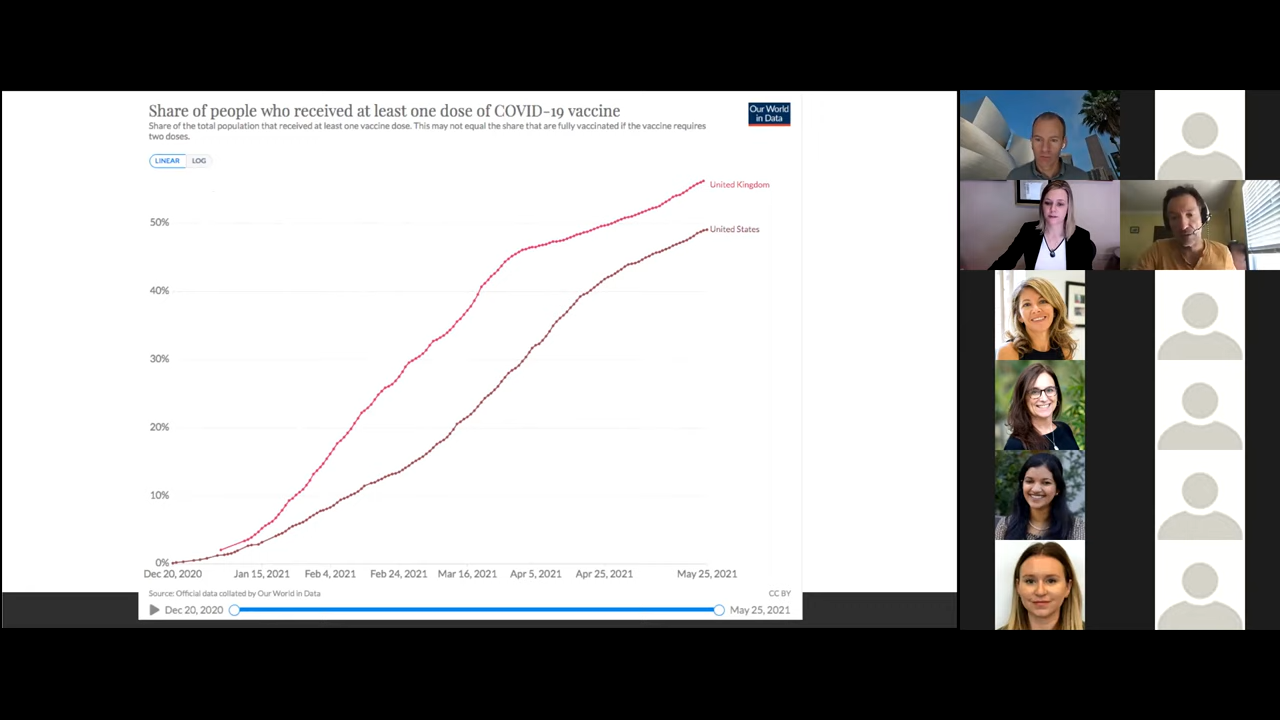 Share of people who received at least one dose of COVID-19 vaccine
Our World
in Data
Share of the total population that received at least one vaccine dose. This may not equal the share that are fully vaccinated if the vaccine requires
two doses.
LINEAR LOG
United Kingdom
50%
United States
40%
30%
20%
10%
0%
Dec 20, 2020 Jan 15, 2021 Feb 4, 2021 Feb 24, 2021 Mar 16, 2021 Apr 5, 2021 Apr 25, 2021 May 25, 2021
Source: Official data collated by Our World in Data CC BY
Dec 20, 2020 May 25, 2021